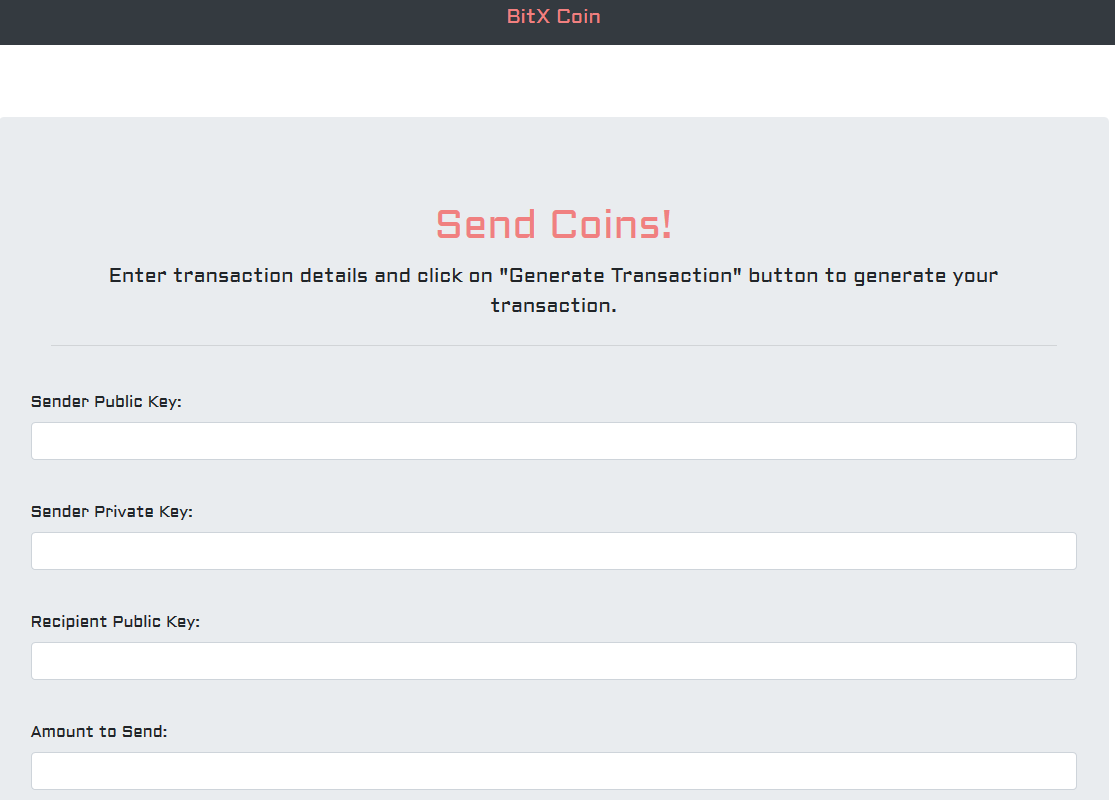 BitX Coin
Send Coins!
Enter transaction details and click on "Generate Transaction" button to generate your
transaction.
Sender Public Key:
Sender Private Key:
Recipient Public Key:
Amount to Send: